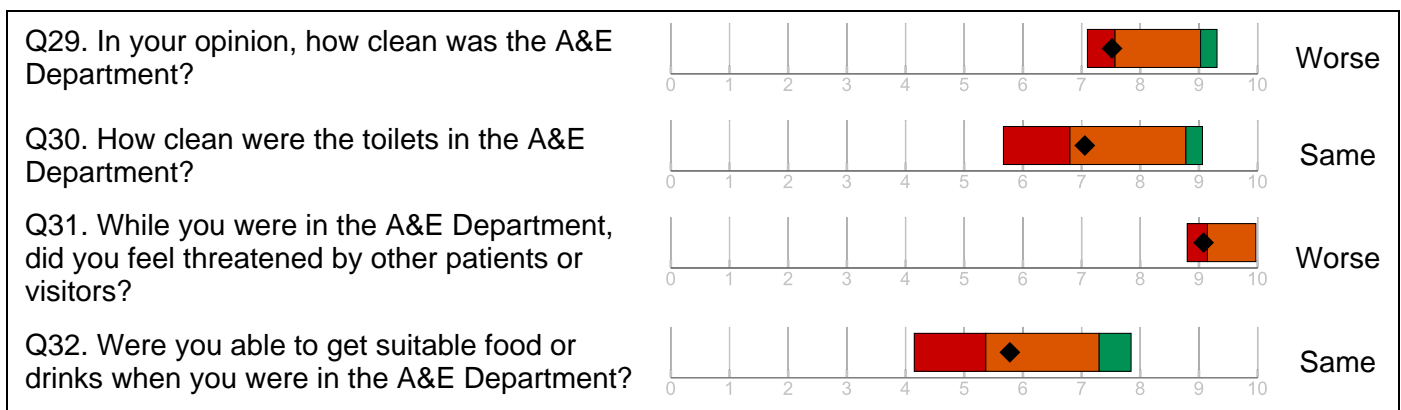 Q29. In your opinion, how clean was the A&E
Department?
0 1 2 3 4 5 6 7 8 9 10
Worse
Q30. How clean were the toilets in the A&E
Department?
0 1 2 3 4 5 6 7 8 9 10
Same
Q31. While you were in the A&E Department,
did you feel threatened by other patients or
visitors?
0 1 2 3 4 5 6 7 8 9 10
Worse
Q32. Were you able to get suitable food or
drinks when you were in the A&E Department?
0 1 2 3 4 5 6 7 8 9 10
Same